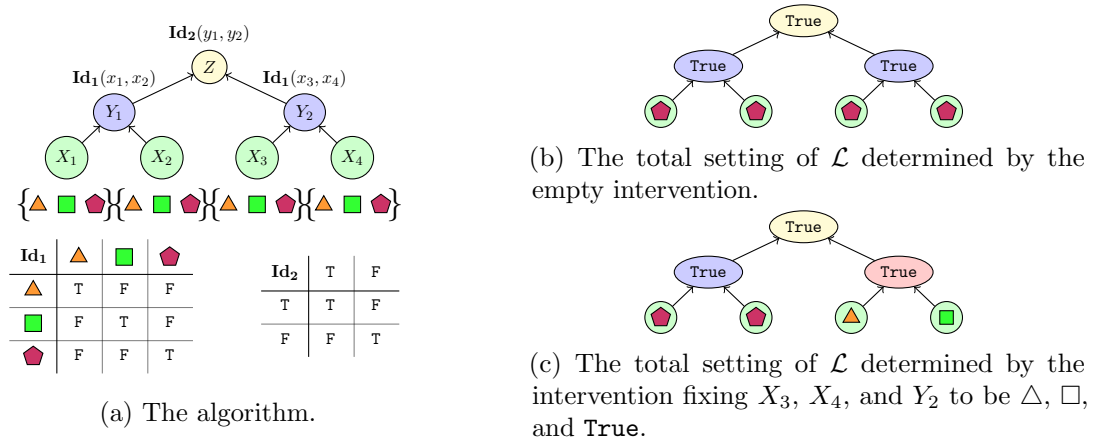 Id₂(y₁, y₂)
Z
Id₁(x₁, x₂)
Id₁(x₃, x₄)
Y₁
Y₂
X₁
X₂
X₃
X₄
{ }{ }{ }{ }
Id₁
T F F
F T F
F F T
Id₂ T F
T T F
F F T
(a) The algorithm.
True
True True
(b) The total setting of 𝓛 determined by the
empty intervention.
True
True True
(c) The total setting of 𝓛 determined by the
intervention fixing X₃, X₄, and Y₂ to be △, □,
and True.